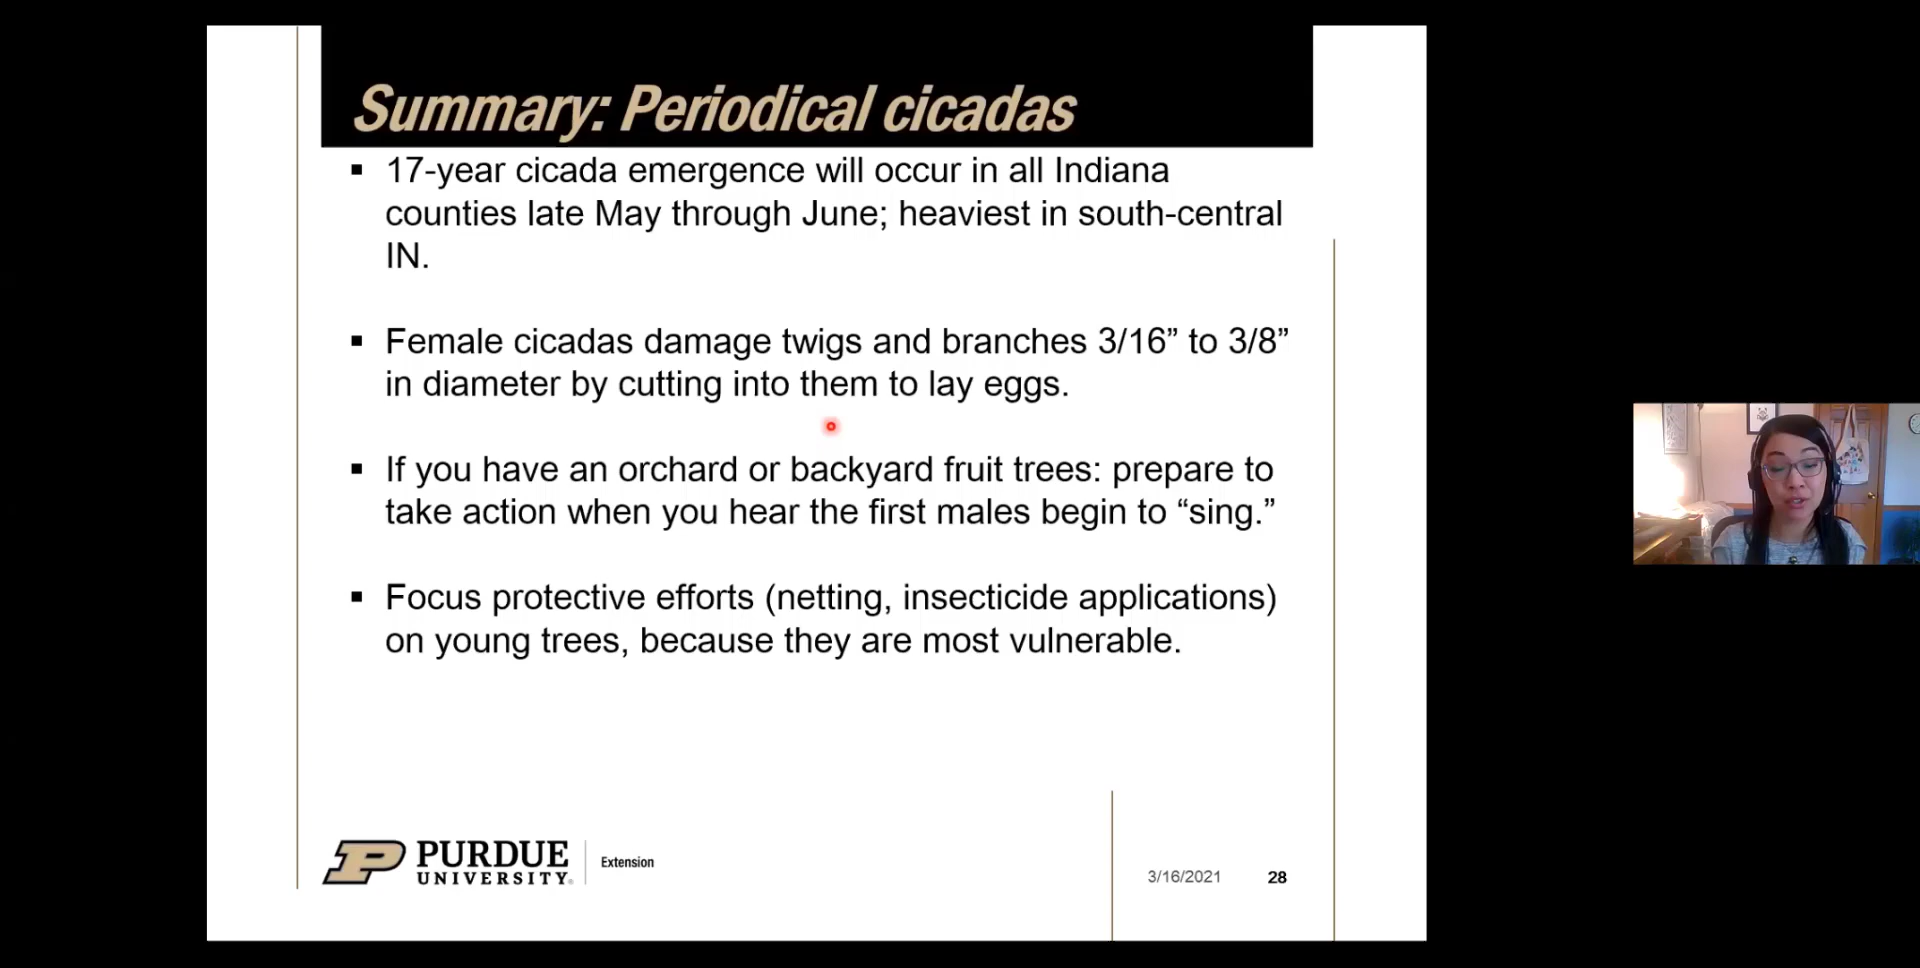 Summary: Periodical cicadas
▪ 17-year cicada emergence will occur in all Indiana
counties late May through June; heaviest in south-central
IN.
▪ Female cicadas damage twigs and branches 3/16” to 3/8”
in diameter by cutting into them to lay eggs.
▪ If you have an orchard or backyard fruit trees: prepare to
take action when you hear the first males begin to “sing.”
▪ Focus protective efforts (netting, insecticide applications)
on young trees, because they are most vulnerable.
PURDUE
UNIVERSITY
Extension
3/16/2021
28